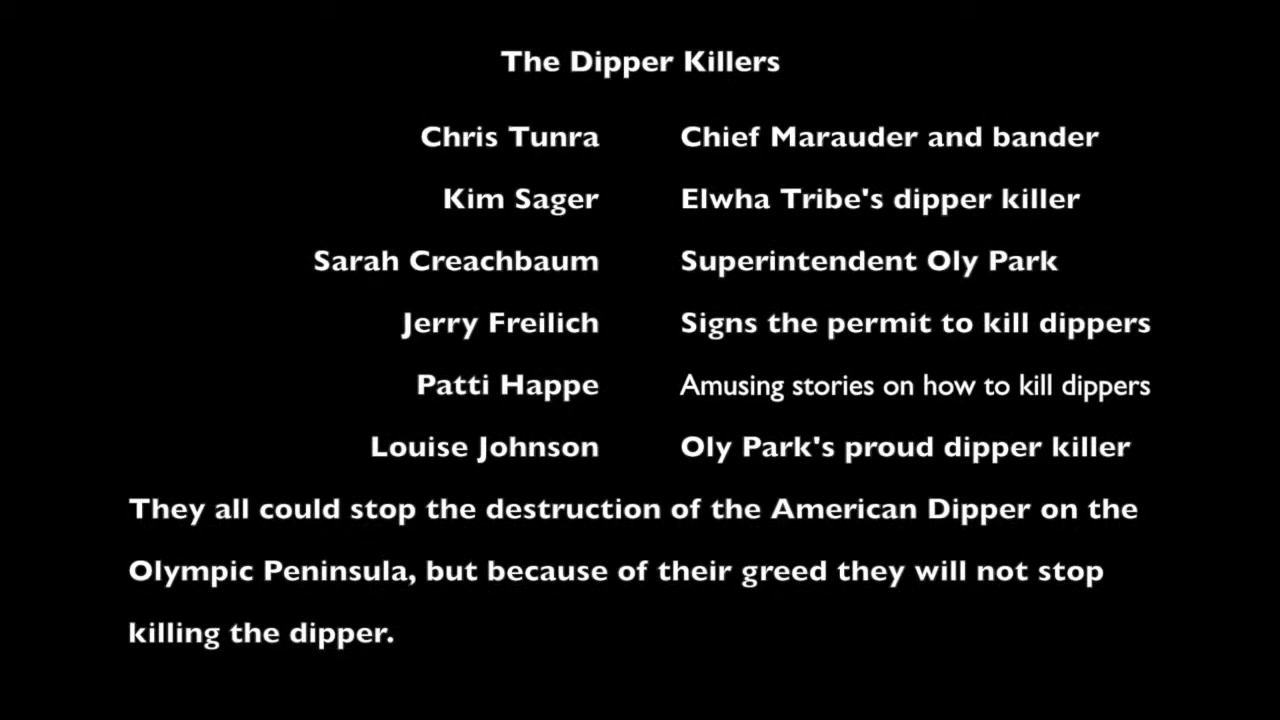 The Dipper Killers
Chris Tunra Chief Marauder and bander
Kim Sager Elwha Tribe's dipper killer
Sarah Creachbaum Superintendent Oly Park
Jerry Freilich Signs the permit to kill dippers
Patti Happe Amusing stories on how to kill dippers
Louise Johnson Oly Park's proud dipper killer
They all could stop the destruction of the American Dipper on the
Olympic Peninsula, but because of their greed they will not stop
killing the dipper.